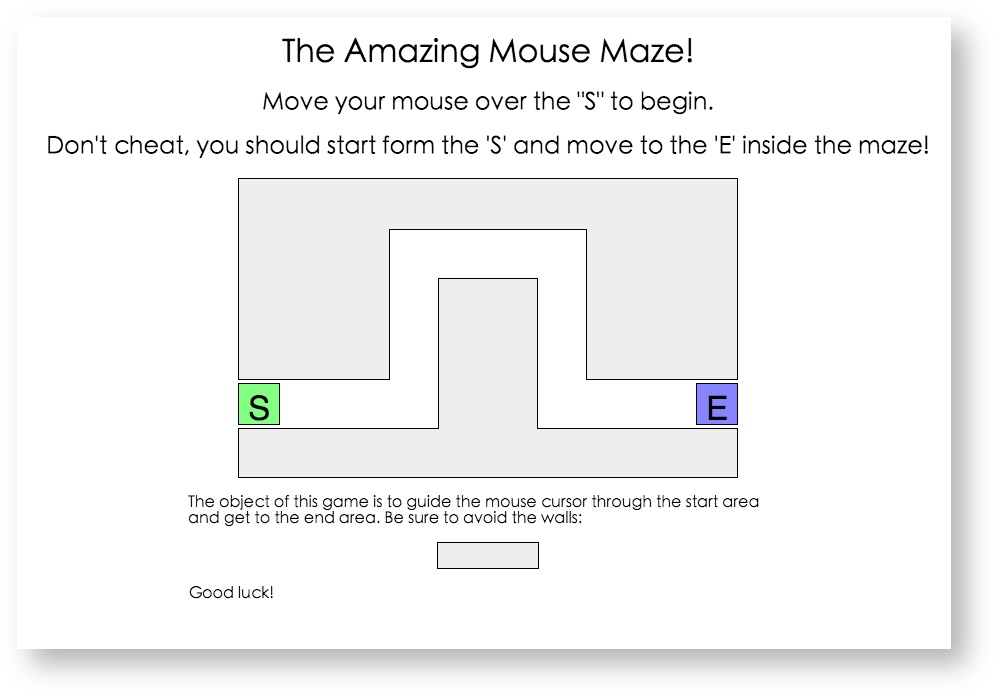 The Amazing Mouse Maze!
Move your mouse over the "S" to begin.
Don't cheat, you should start form the 'S' and move to the 'E' inside the maze!
S
E
The object of this game is to guide the mouse cursor through the start area
and get to the end area. Be sure to avoid the walls:
Good luck!